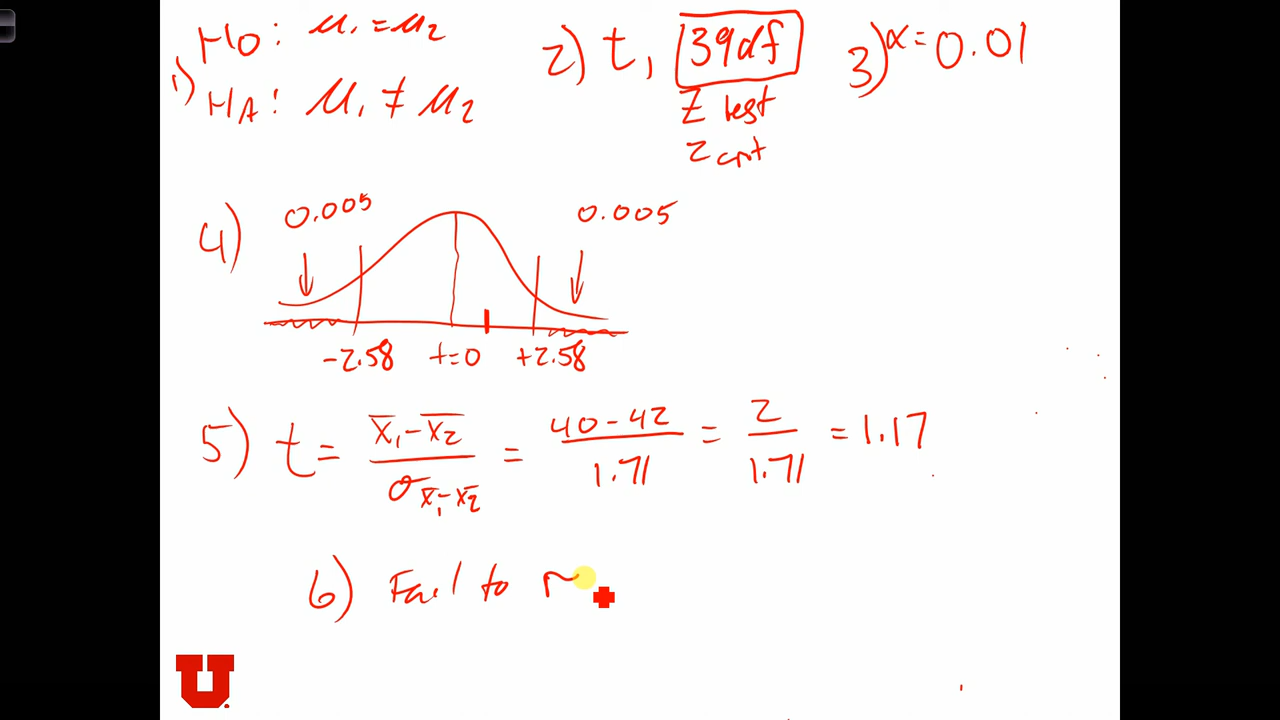 1) H0: μ₁=μ₂
HA: μ₁≠μ₂
2) t, 39df
Z test
Z crit
3) α=0.01
4) 0.005
0.005
-2.58 t=0 +2.58
5) t = (x̄₁-x̄₂)/(σ x̄₁-x̄₂) = (40-42)/1.71 = 2/1.71 = 1.17
6) Fail to r
U